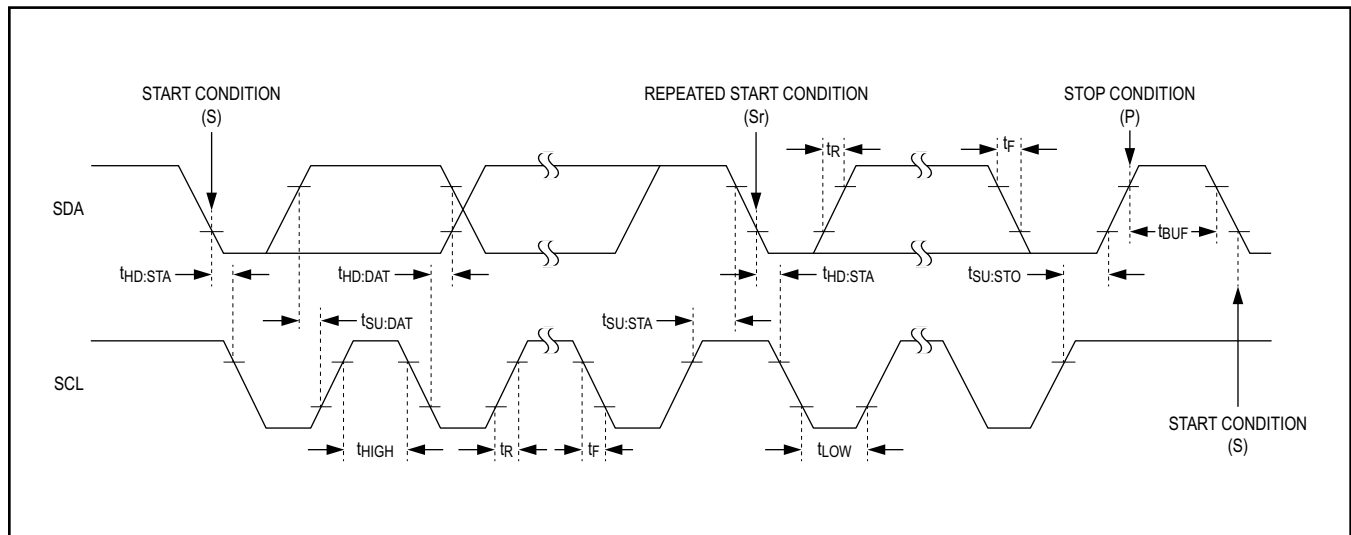 START CONDITION
(S)
REPEATED START CONDITION
(Sr)
STOP CONDITION
(P)
tR
tF
SDA
tBUF
tHD:STA
tHD:DAT
tHD:STA
tSU:STO
tSU:DAT
tSU:STA
SCL
tHIGH
tR
tF
tLOW
START CONDITION
(S)